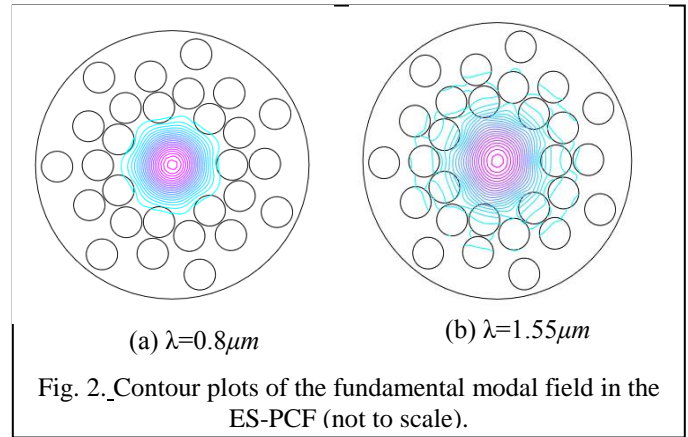 (a) λ=0.8μm
(b) λ=1.55μm
Fig. 2. Contour plots of the fundamental modal field in the
ES-PCF (not to scale).